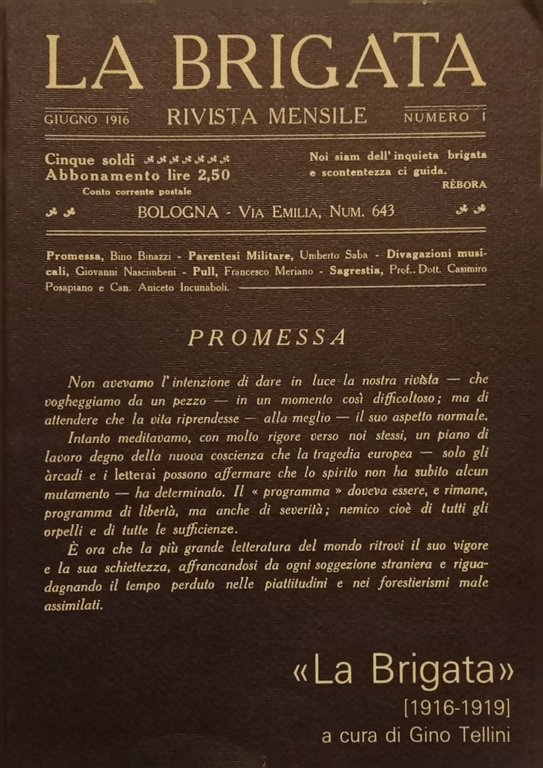 LA BRIGATA
GIUGNO 1916 RIVISTA MENSILE NUMERO I
Cinque soldi
Abbonamento lire 2,50
Conto corrente postale
Noi siam dell'inquieta brigata
e scontentezza ci guida.
RÈBORA
BOLOGNA - VIA EMILIA, NUM. 643
Promessa, Bino Binazzi - Parentesi Militare, Umberto Saba - Divagazioni musi-
cali, Giovanni Nascimbeni - Pull, Francesco Meriano - Sagrestia, Prof. Dott. Casimiro
Posapiano e Can. Aniceto Incunaboli.
PROMESSA
Non avevamo l'intenzione di dare in luce la nostra rivista — che
vogheggiamo da un pezzo — in un momento così difficoltoso; ma di
attendere che la vita riprendesse — alla meglio — il suo aspetto normale.
Intanto meditavamo, con molto rigore verso noi stessi, un piano di
lavoro degno della nuova coscienza che la tragedia europea — solo gli
àrcadi e i letterai possono affermare che lo spirito non ha subito alcun
mutamento — ha determinato. Il « programma » doveva essere, e rimane,
programma di libertà, ma anche di severità; nemico cioè di tutti gli
orpelli e di tutte le sufficienze.
È ora che la più grande letteratura del mondo ritrovi il suo vigore
e la sua schiettezza, affrancandosi da ogni soggezione straniera e rigua-
dagnando il tempo perduto nelle piattitudini e nei forestierismi male
assimilati.
«La Brigata»
[1916-1919]
a cura di Gino Tellini